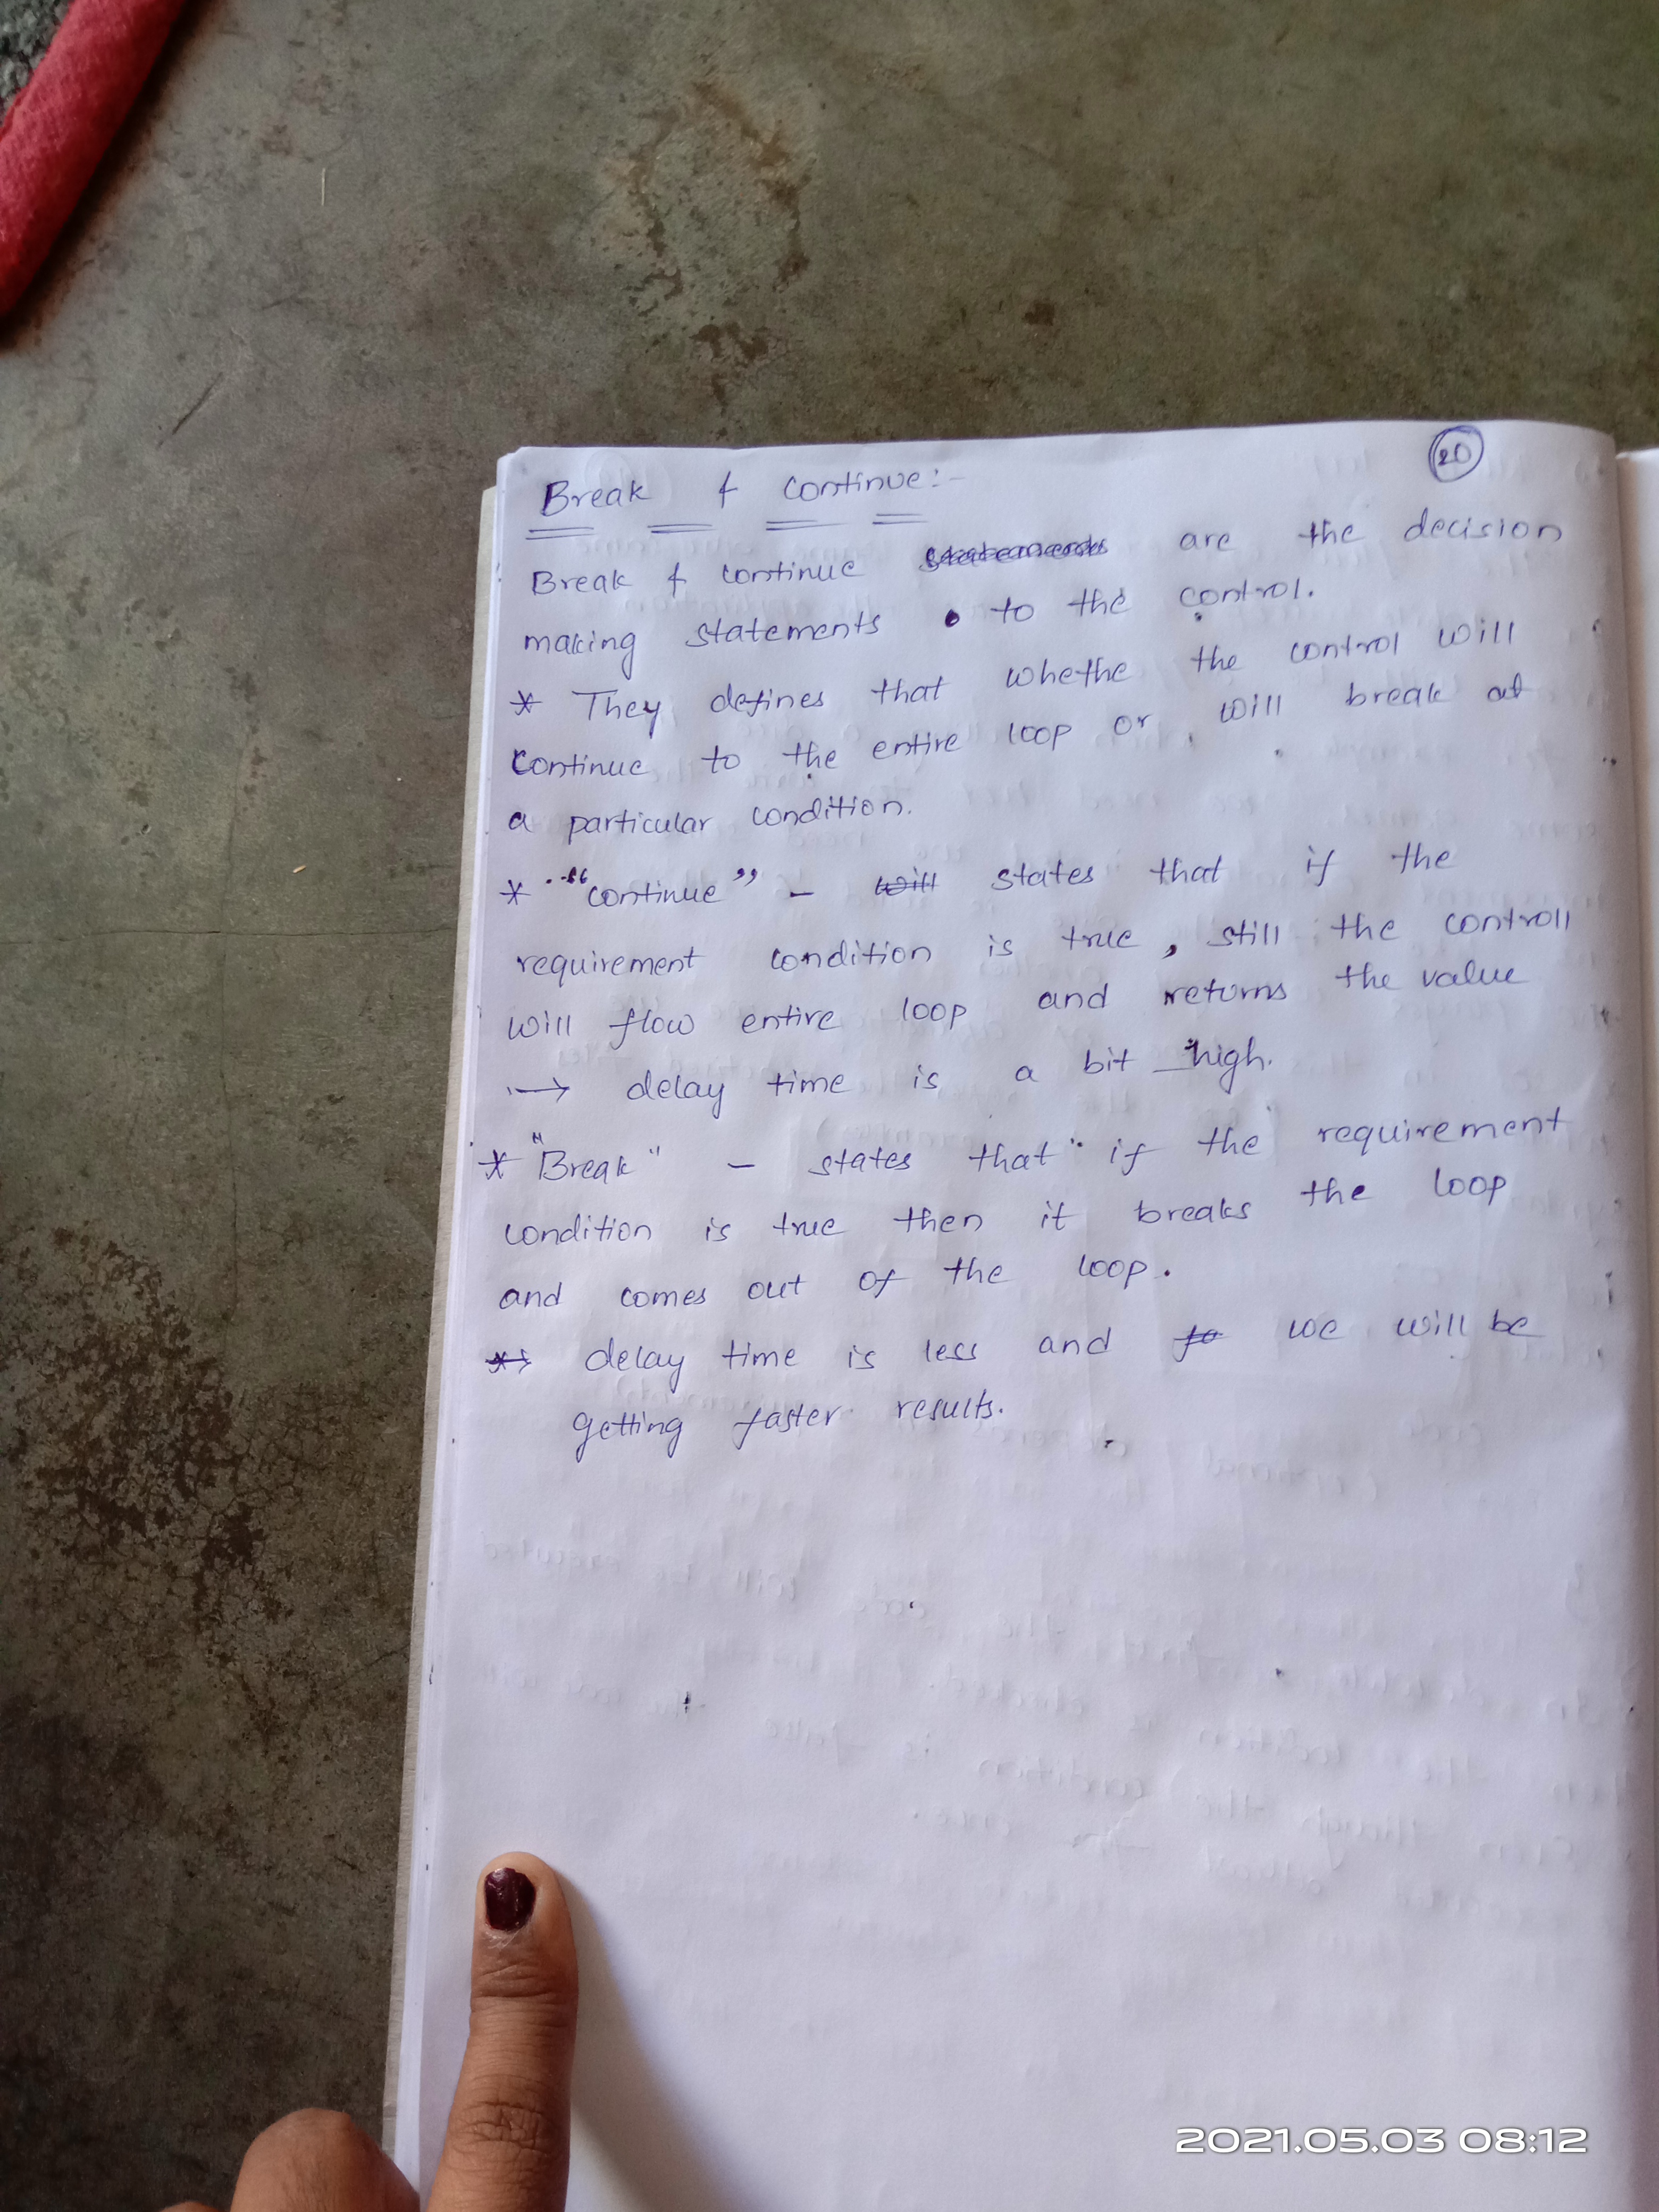 20
Break & continue:-
Break & continue statements are the decision
making statements to the control.
* They defines that whethe the control will
continue to the entire loop or will break at
a particular condition.
* "continue" - will states that if the
requirement condition is true, still the controll
will flow entire loop and returns the value
→ delay time is a bit high.
* "Break" - states that" if the requirement
condition is true then it breaks the loop
and comes out of the loop.
delay time is less and fo we will be
getting faster results.
2021.05.03 08:12